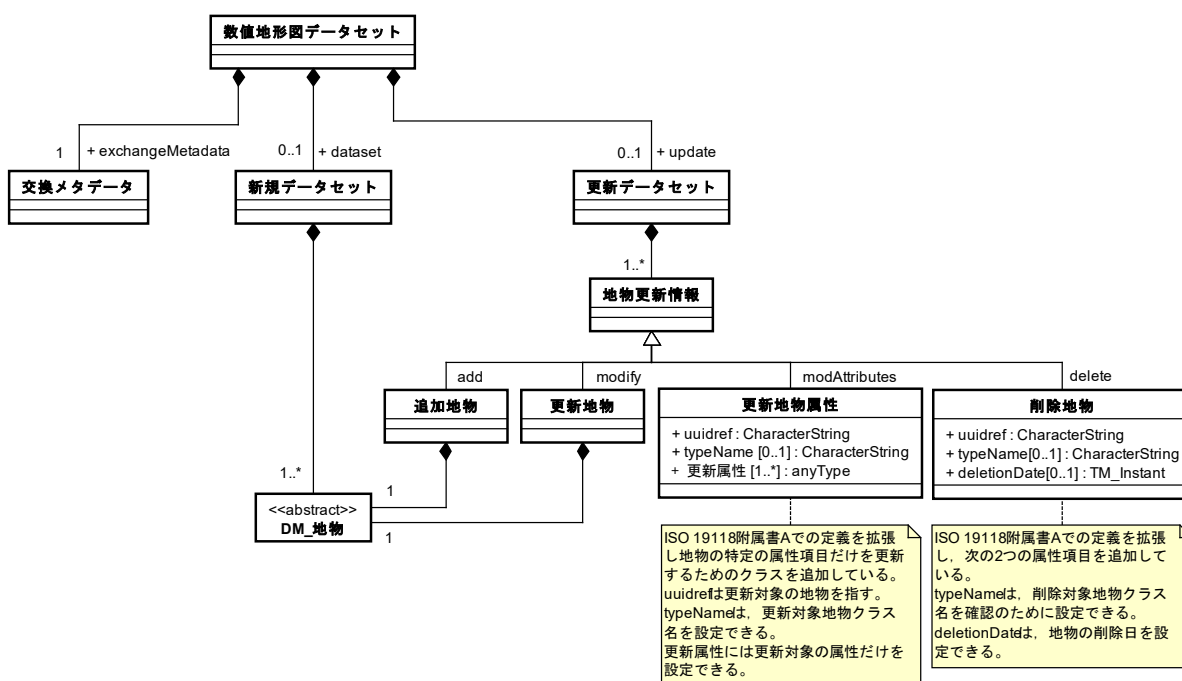 数値地形図データセット
1
+ exchangeMetadata
0..1
+ dataset
0..1
+ update
交換メタデータ
新規データセット
更新データセット
1..*
地物更新情報
add
modify
modAttributes
delete
追加地物
更新地物
更新地物属性
+ uuidref : CharacterString
+ typeName [0..1] : CharacterString
+ 更新属性 [1..*] : anyType
削除地物
+ uuidref : CharacterString
+ typeName[0..1] : CharacterString
+ deletionDate[0..1] : TM_Instant
1..*
1
1
<<abstract>>
DM_地物
ISO 19118附属書Aでの定義を拡張
し地物の特定の属性項目だけを更新
するためのクラスを追加している。
uuidrefは更新対象の地物を指す。
typeNameは，更新対象地物クラス
名を設定できる。
更新属性には更新対象の属性だけを
設定できる。
ISO 19118附属書Aでの定義を拡張
し，次の2つの属性項目を追加して
いる。
typeNameは，削除対象地物クラス
名を確認のために設定できる。
deletionDateは，地物の削除日を設
定できる。